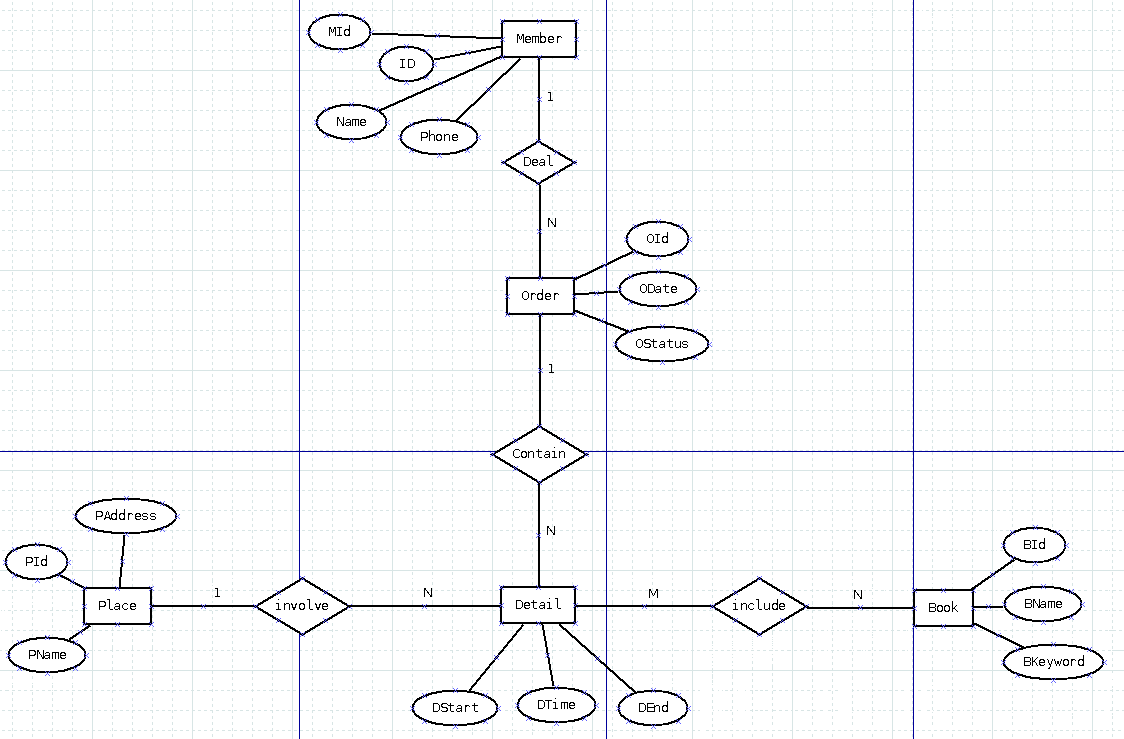 MId
Member
ID
1
Name
Phone
Deal
N
OId
ODate
Order
OStatus
1
Contain
PAddress
N
BId
PId
1
N
M
N
Place
involve
Detail
include
Book
BName
PName
BKeyword
DStart
DTime
DEnd